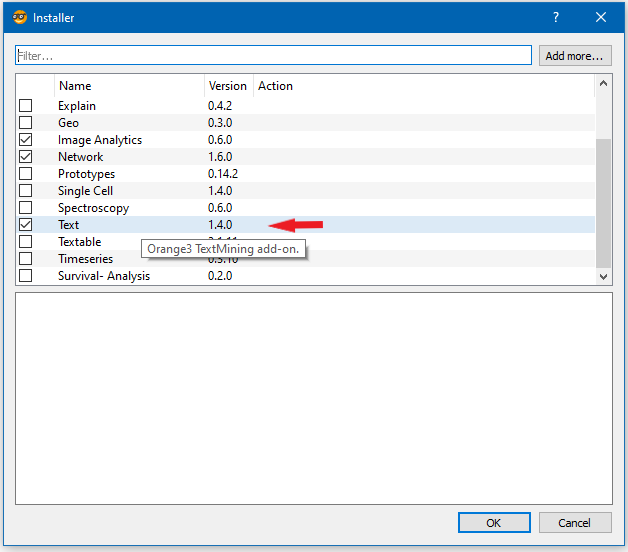 Installer
?
Filter...
Add more...
Name Version Action
Explain 0.4.2
Geo 0.3.0
Image Analytics 0.6.0
Network 1.6.0
Prototypes 0.14.2
Single Cell 1.4.0
Spectroscopy 0.6.0
Text 1.4.0
Textable
Orange3 TextMining add-on.
Timeseries
Survival- Analysis 0.2.0
OK Cancel